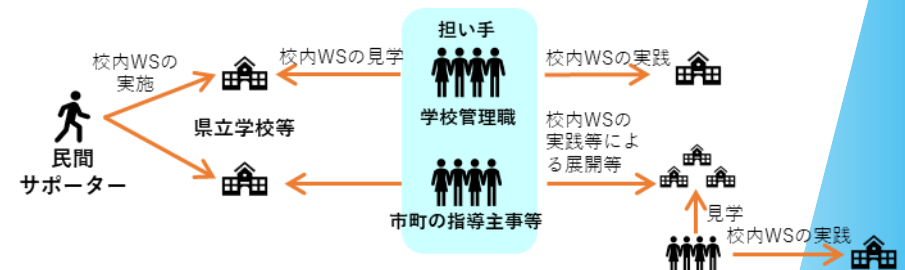 担い手
校内WSの
実施
校内WSの見学
校内WSの実践
県立学校等
学校管理職
民間
サポーター
校内WSの
実践等によ
る展開等
市町の指導主事等
見学
校内WSの実践